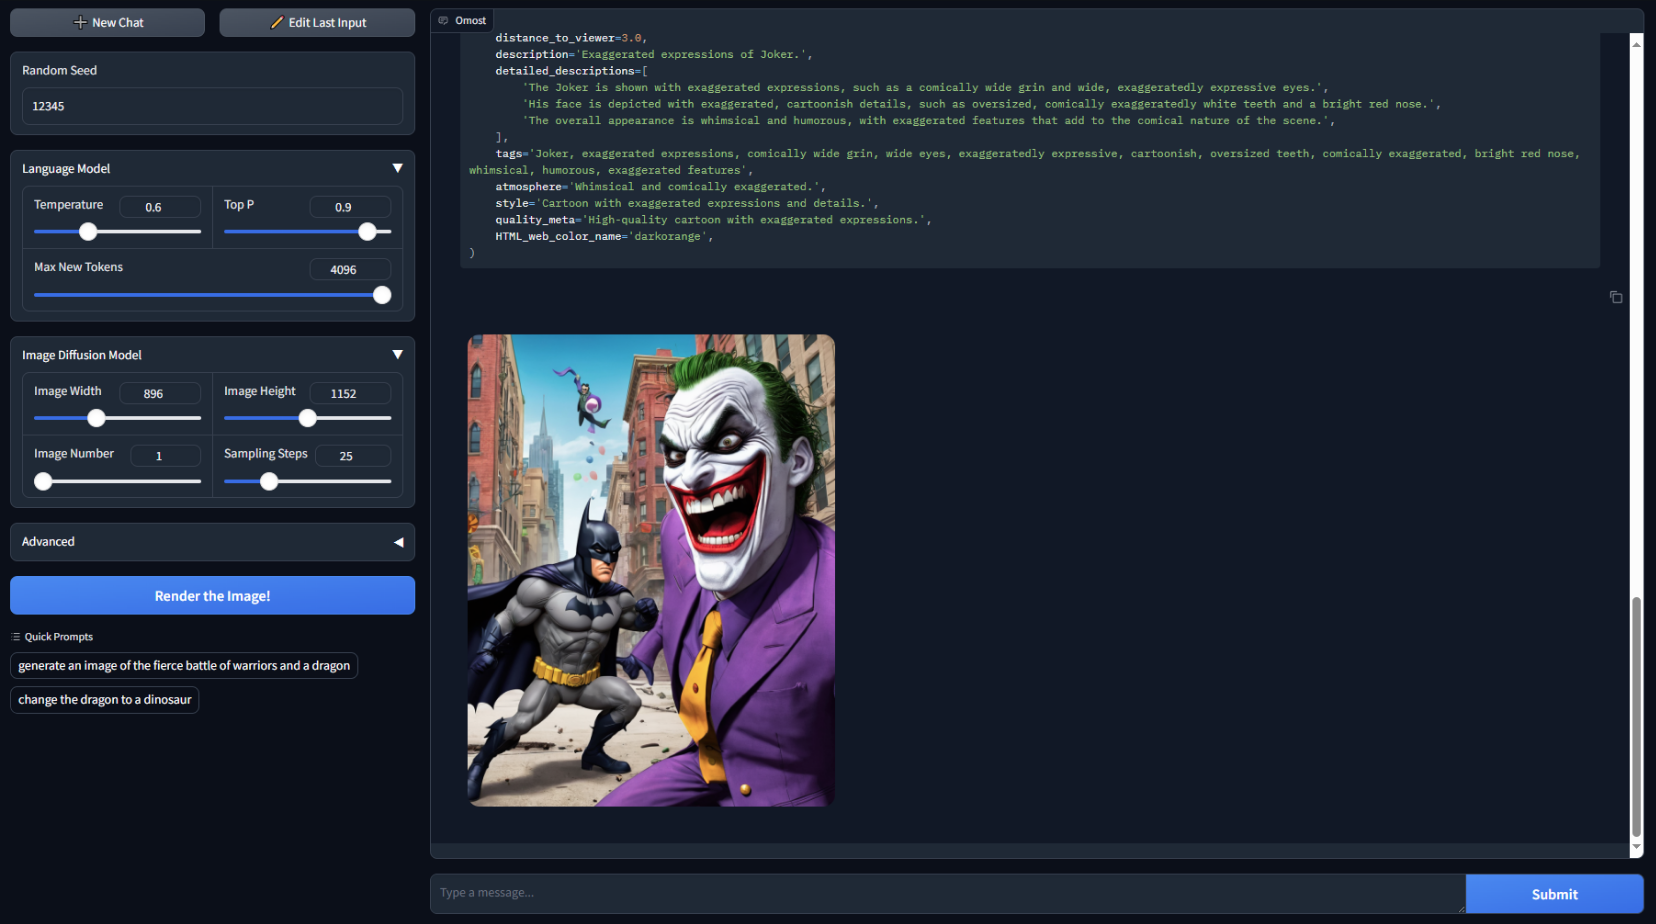 New Chat
Edit Last Input
Random Seed
12345
Language Model
Temperature
0.6
Top P
0.9
Max New Tokens
4096
Image Diffusion Model
Image Width
896
Image Height
1152
Image Number
1
Sampling Steps
25
Advanced
Render the Image!
Quick Prompts
generate an image of the fierce battle of warriors and a dragon
change the dragon to a dinosaur
Omost
distance_to_viewer=3.0,
description='Exaggerated expressions of Joker.',
detailed_descriptions=[
'The Joker is shown with exaggerated expressions, such as a comically wide grin and wide, exaggeratedly expressive eyes.',
'His face is depicted with exaggerated, cartoonish details, such as oversized, comically exaggeratedly white teeth and a bright red nose.',
'The overall appearance is whimsical and humorous, with exaggerated features that add to the comical nature of the scene.',
],
tags='Joker, exaggerated expressions, comically wide grin, wide eyes, exaggeratedly expressive, cartoonish, oversized teeth, comically exaggerated, bright red nose,
whimsical, humorous, exaggerated features',
atmosphere='Whimsical and comically exaggerated.',
style='Cartoon with exaggerated expressions and details.',
quality_meta='High-quality cartoon with exaggerated expressions.',
HTML_web_color_name='darkorange',
)
Type a message...
Submit